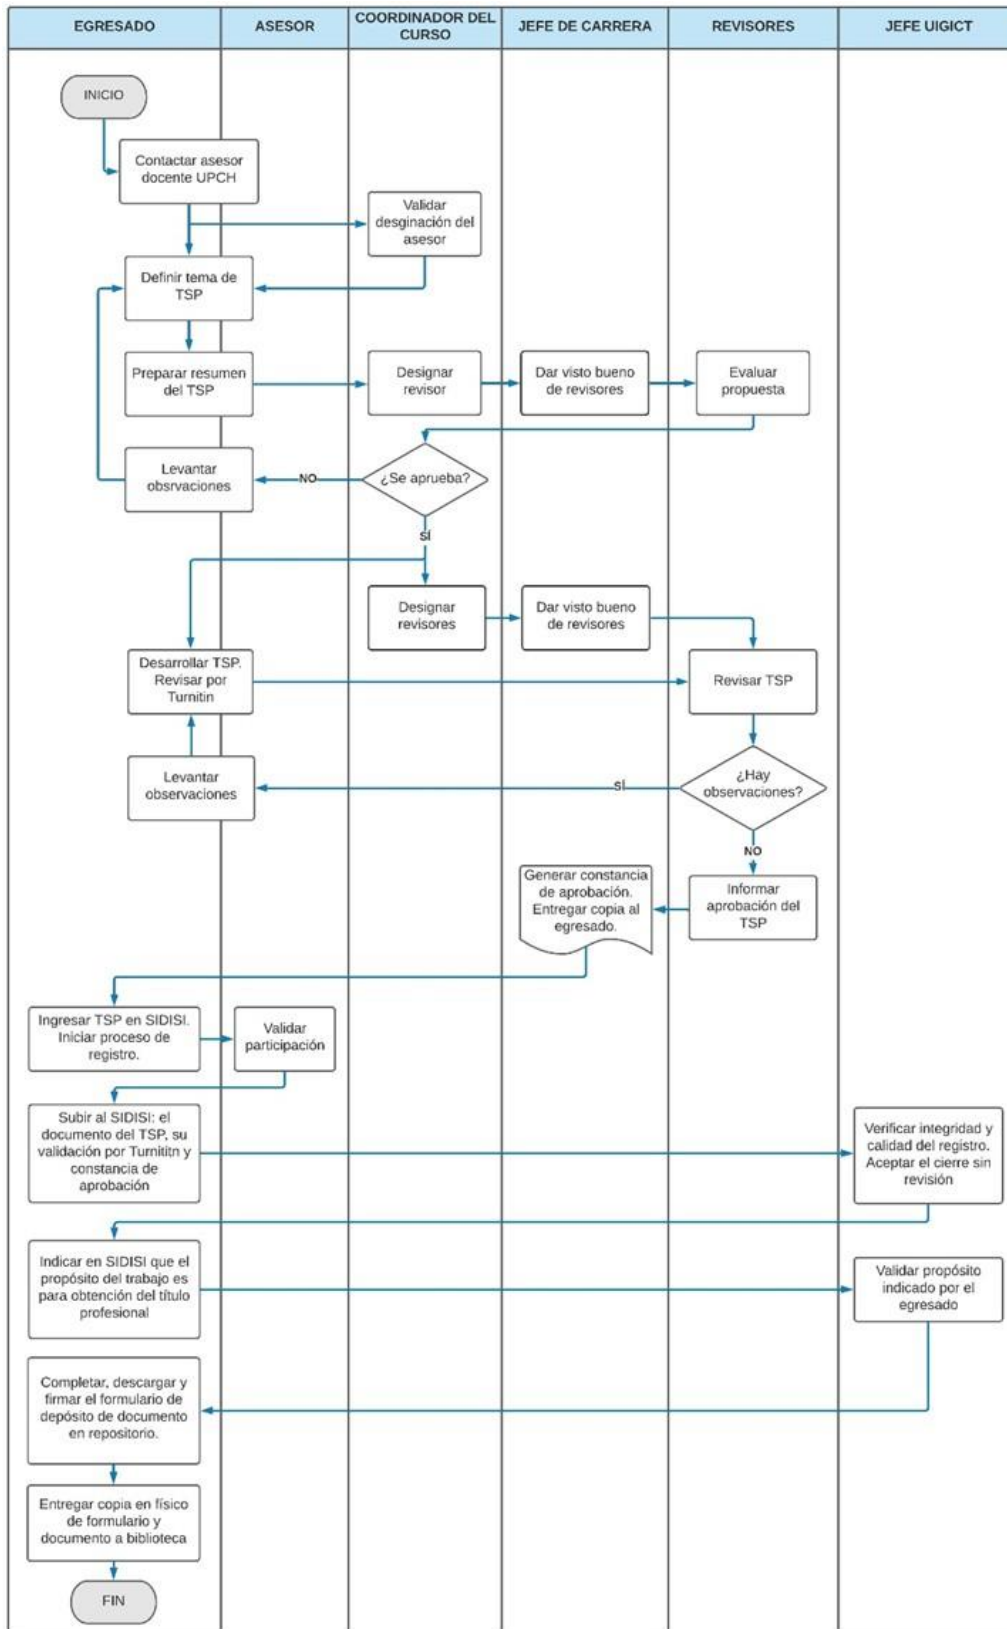 EGRESADO
ASESOR
COORDINADOR DEL
CURSO
JEFE DE CARRERA
REVISORES
JEFE UIGICT
INICIO
Contactar asesor
docente UPCH
Validar
desginación del
asesor
Definir tema de
TSP
Preparar resumen
del TSP
Designar
revisor
Dar visto bueno
de revisores
Evaluar
propuesta
Levantar
obsrvaciones
NO
¿Se aprueba?
SÍ
Designar
revisores
Dar visto bueno
de revisores
Desarrollar TSP.
Revisar por
Turnitin
Revisar TSP
Levantar
observaciones
SÍ
¿Hay
observaciones?
NO
Generar constancia
de aprobación.
Entregar copia al
egresado.
Informar
aprobación del
TSP
Ingresar TSP en SIDISI.
Iniciar proceso de
registro.
Validar
participación
Subir al SIDISI: el
documento del TSP, su
validación por Turnititn y
constancia de
aprobación
Verificar integridad y
calidad del registro.
Aceptar el cierre sin
revisión
Indicar en SIDISI que el
propósito del trabajo es
para obtención del título
profesional
Validar propósito
indicado por el
egresado
Completar, descargar y
firmar el formulario de
depósito de documento
en repositorio.
Entregar copia en físico
de formulario y
documento a biblioteca
FIN